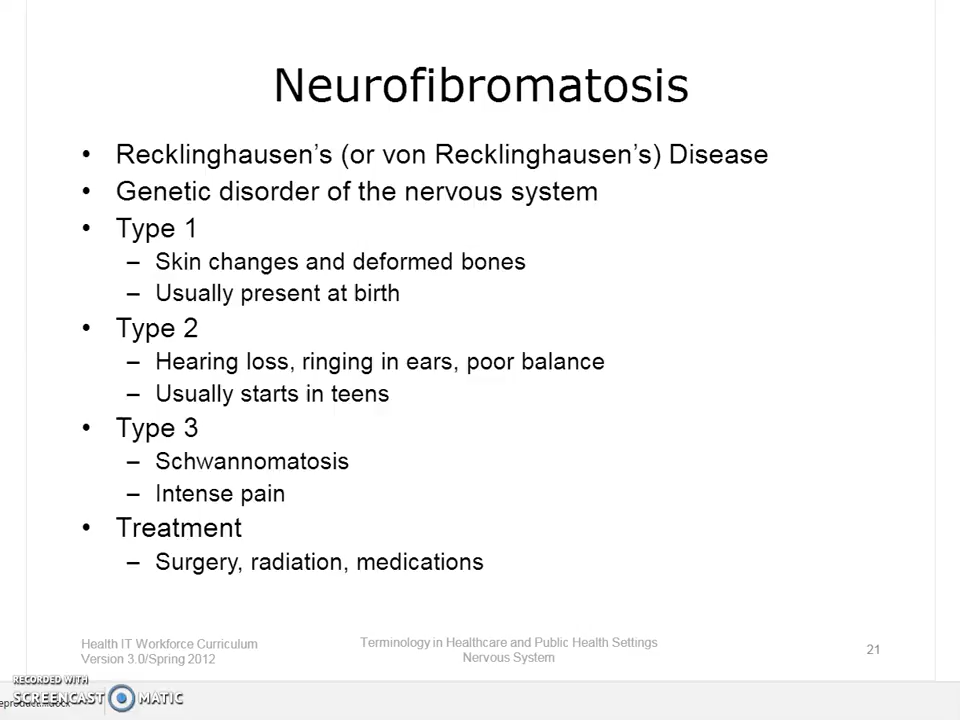 Neurofibromatosis
• Recklinghausen's (or von Recklinghausen's) Disease
• Genetic disorder of the nervous system
• Type 1
– Skin changes and deformed bones
– Usually present at birth
• Type 2
– Hearing loss, ringing in ears, poor balance
– Usually starts in teens
• Type 3
– Schwannomatosis
– Intense pain
• Treatment
– Surgery, radiation, medications
Health IT Workforce Curriculum
Version 3.0/Spring 2012
Terminology in Healthcare and Public Health Settings
Nervous System
21
RECORDED WITH
SCREENCAST MATIC